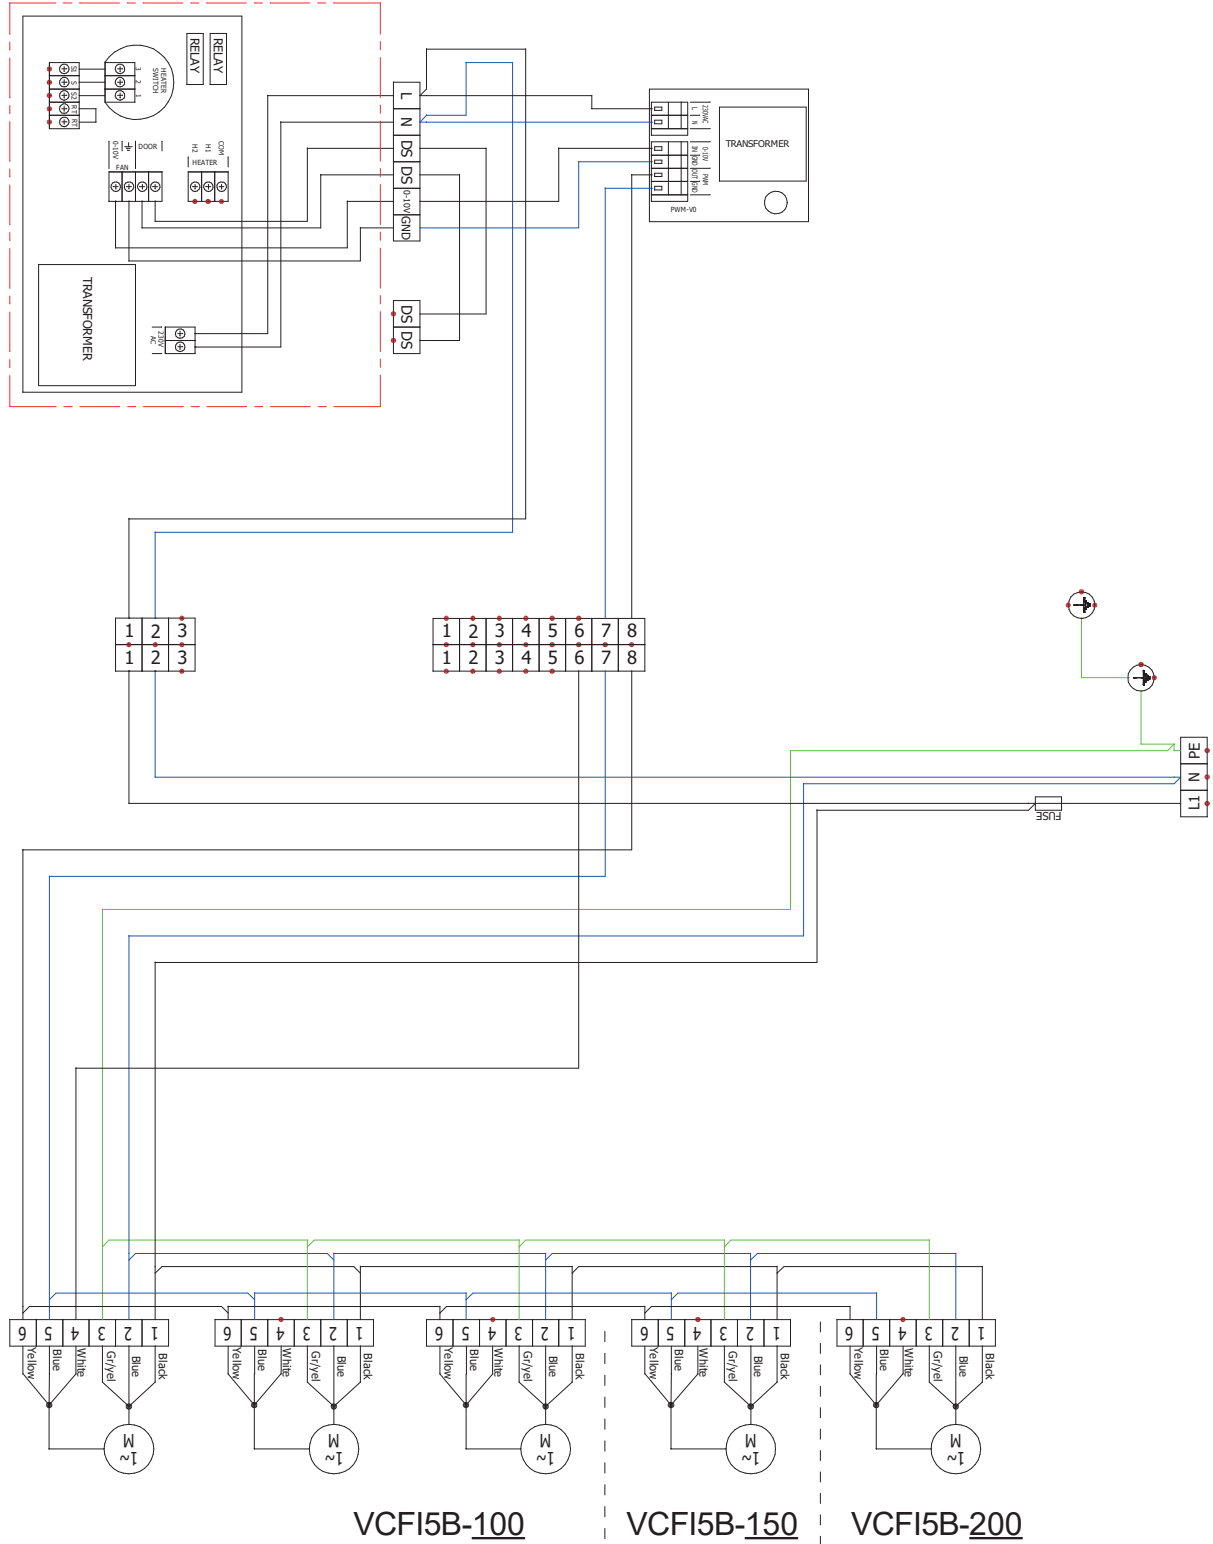 RELAY
RELAY
HEATER
SWITCH
3
2
1
S1
S
S2
RT
RT
0-10V
DOOR
FAN
H2
H1
COM
HEATER
TRANSFORMER
230V
AC
L
N
DS
DS
0-10V
GND
DS
DS
L
N
230VAC
IN
GND
OUT
GND
0-10V
PWM
TRANSFORMER
PWM-V0
1 2 3
1 2 3
1 2 3 4 5 6 7 8
1 2 3 4 5 6 7 8
PE
N
L1
FUSE
6 5 4 3 2 1
Yellow Blue White Gr/yel Blue Black
M 1~
6 5 4 3 2 1
Yellow Blue White Gr/yel Blue Black
M 1~
6 5 4 3 2 1
Yellow Blue White Gr/yel Blue Black
M 1~
6 5 4 3 2 1
Yellow Blue White Gr/yel Blue Black
M 1~
6 5 4 3 2 1
Yellow Blue White Gr/yel Blue Black
M 1~
VCFI5B-100
VCFI5B-150
VCFI5B-200